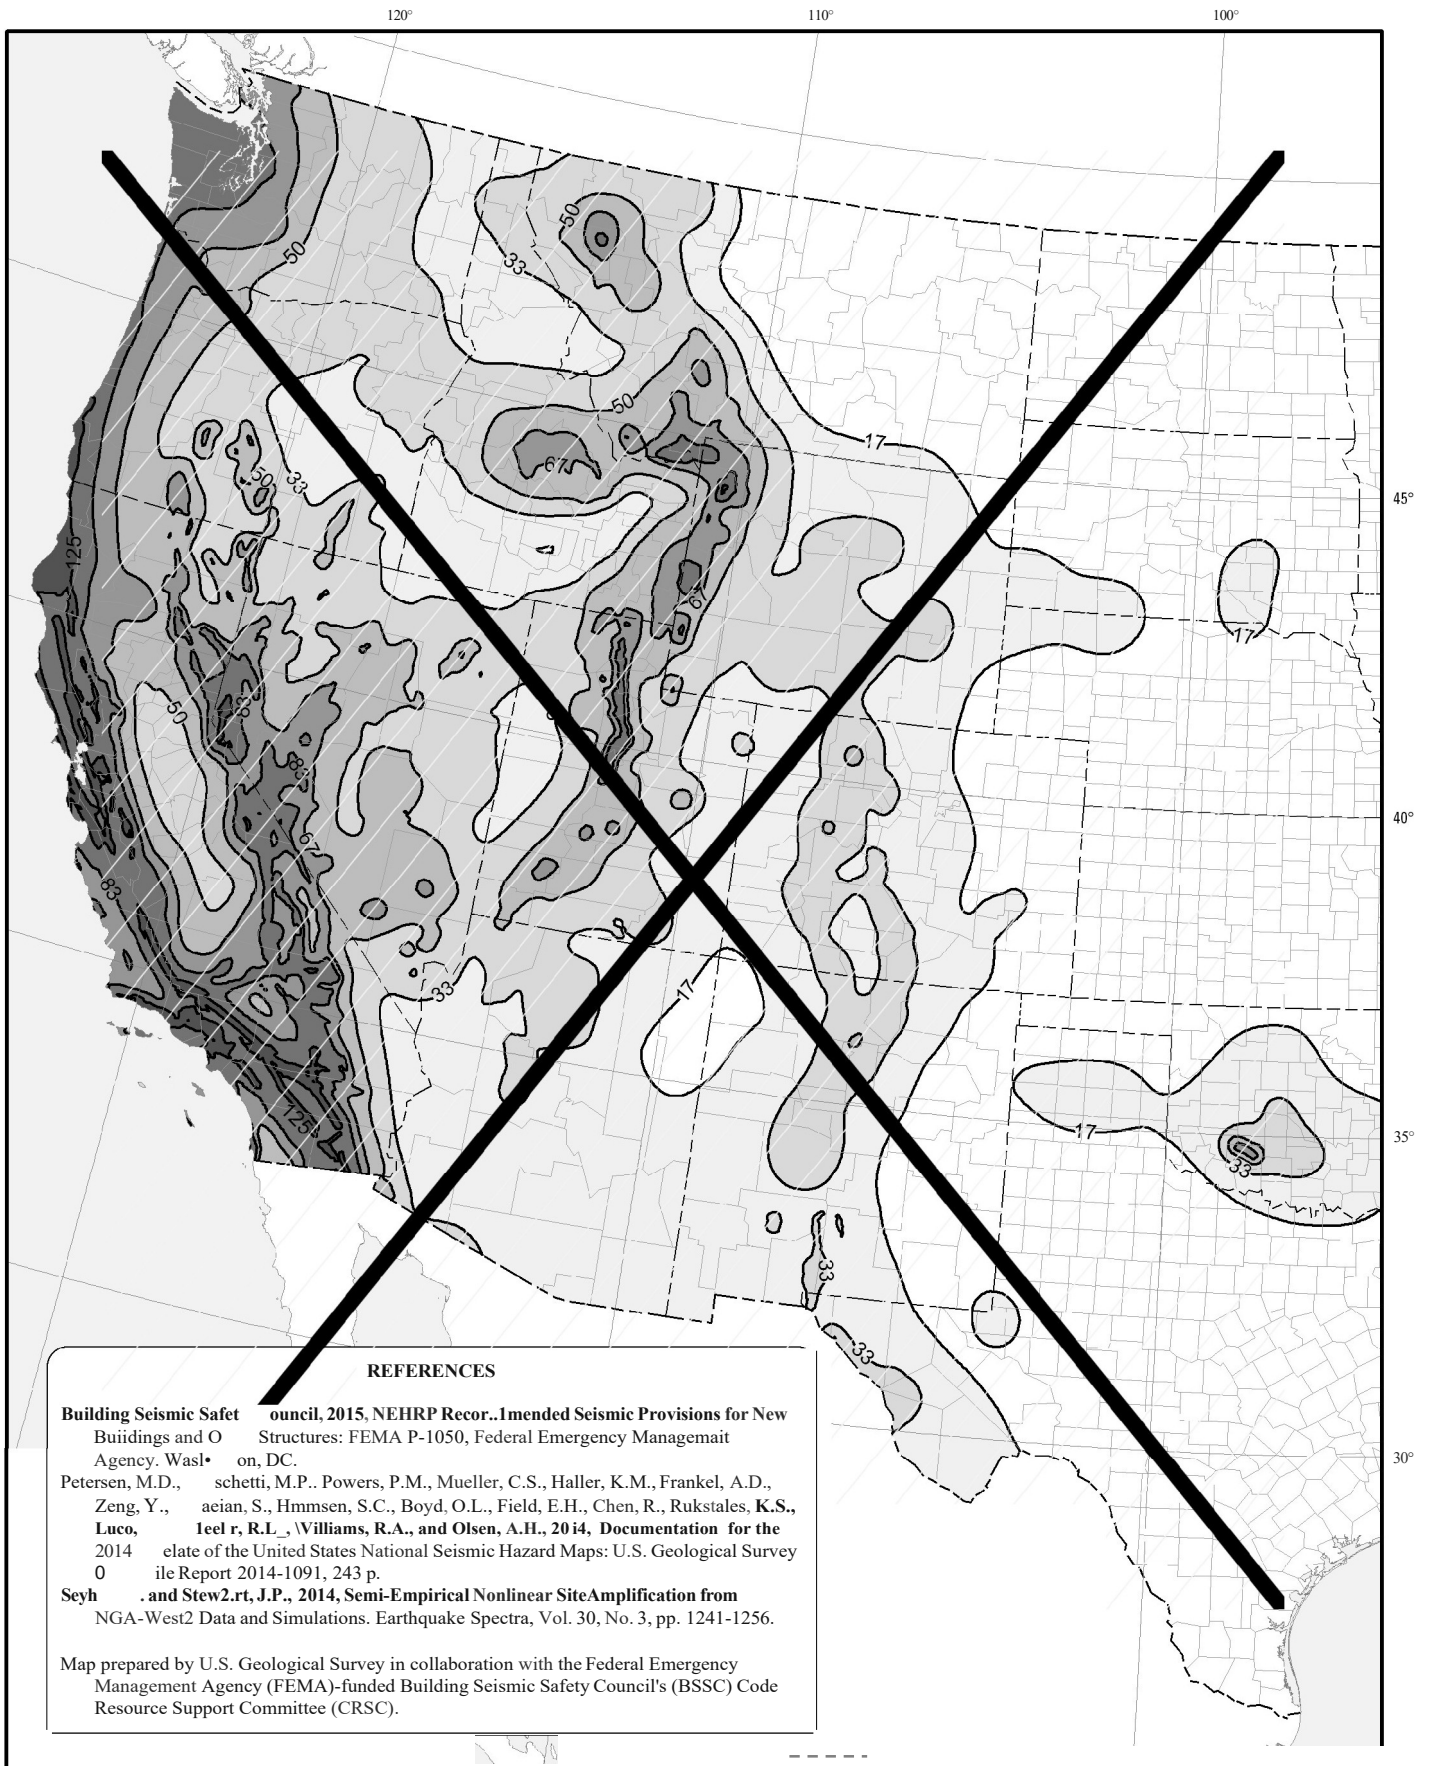 120°
110°
100°
50
50
33
50
17
67
50
33
45°
125
67
17
50
83
83
40°
67
83
33
17
17
35°
33
125
33
33
REFERENCES
Building Seismic Safet ouncil, 2015, NEHRP Recor..1mended Seismic Provisions for New
Buiidings and O Structures: FEMA P-1050, Federal Emergency Managemait
Agency. Wasl• on, DC.
30°
Petersen, M.D., schetti, M.P.. Powers, P.M., Mueller, C.S., Haller, K.M., Frankel, A.D.,
Zeng, Y., aeian, S., Hmmsen, S.C., Boyd, O.L., Field, E.H., Chen, R., Rukstales, K.S.,
Luco, 1eel r, R.L_, \Villiams, R.A., and Olsen, A.H., 20i4, Documentation for the
2014 elate of the United States National Seismic Hazard Maps: U.S. Geological Survey
0 ile Report 2014-1091, 243 p.
Seyh . and Stew2.rt, J.P., 2014, Semi-Empirical Nonlinear SiteAmplification from
NGA-West2 Data and Simulations. Earthquake Spectra, Vol. 30, No. 3, pp. 1241-1256.
Map prepared by U.S. Geological Survey in collaboration with the Federal Emergency
Management Agency (FEMA)-funded Building Seismic Safety Council's (BSSC) Code
Resource Support Committee (CRSC).